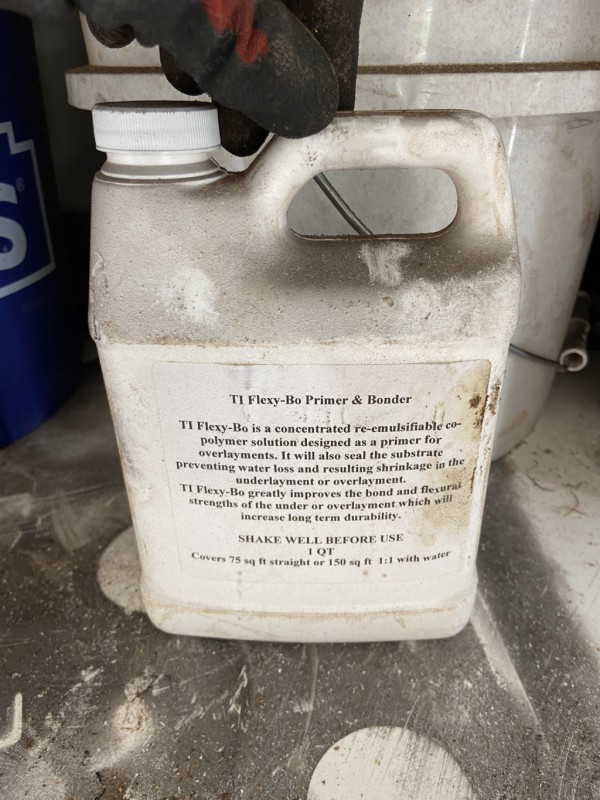 TI Flexy-Bo Primer & Bonder
TI Flexy-Bo is a concentrated re-emulsifiable co-
polymer solution designed as a primer for
overlayments. It will also seal the substrate
preventing water loss and resulting shrinkage in the
underlayment or overlayment.
TI Flexy-Bo greatly improves the bond and flexural
strengths of the under or overlayment which will
increase long term durability.
SHAKE WELL BEFORE USE
1 QT
Covers 75 sq ft straight or 150 sq ft 1:1 with water
S®